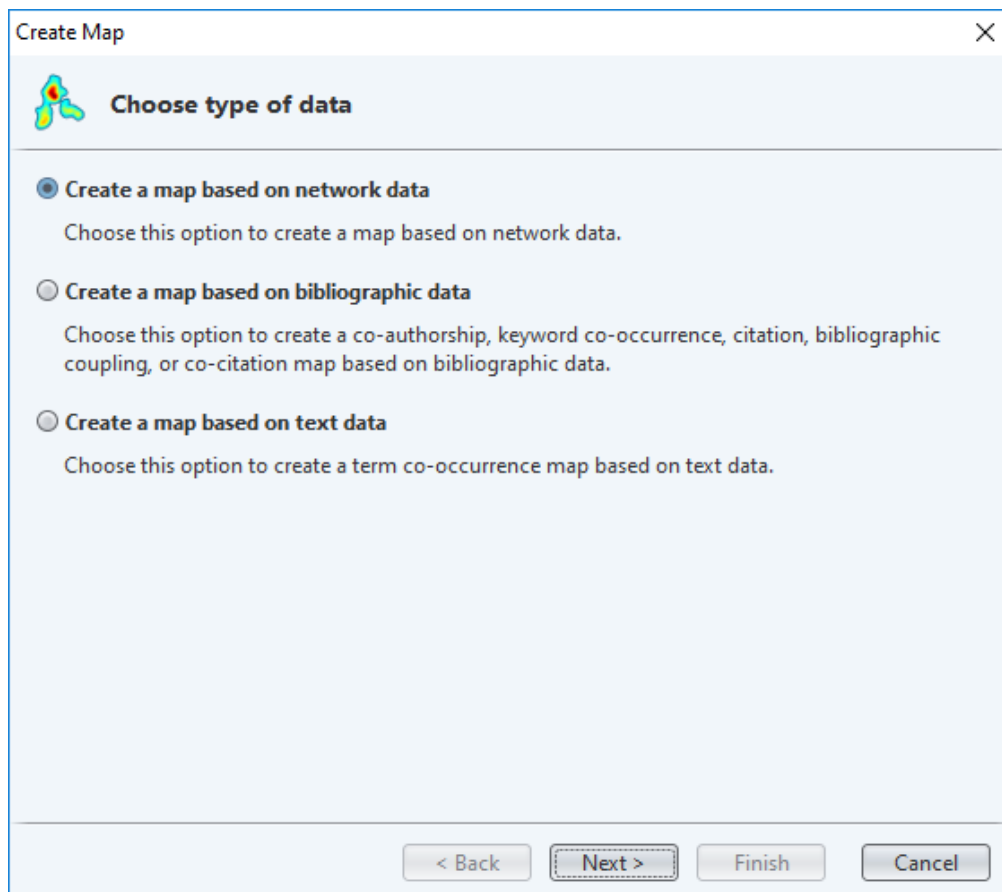 Create Map
Choose type of data
Create a map based on network data
Choose this option to create a map based on network data.
Create a map based on bibliographic data
Choose this option to create a co-authorship, keyword co-occurrence, citation, bibliographic
coupling, or co-citation map based on bibliographic data.
Create a map based on text data
Choose this option to create a term co-occurrence map based on text data.
< Back Next > Finish Cancel